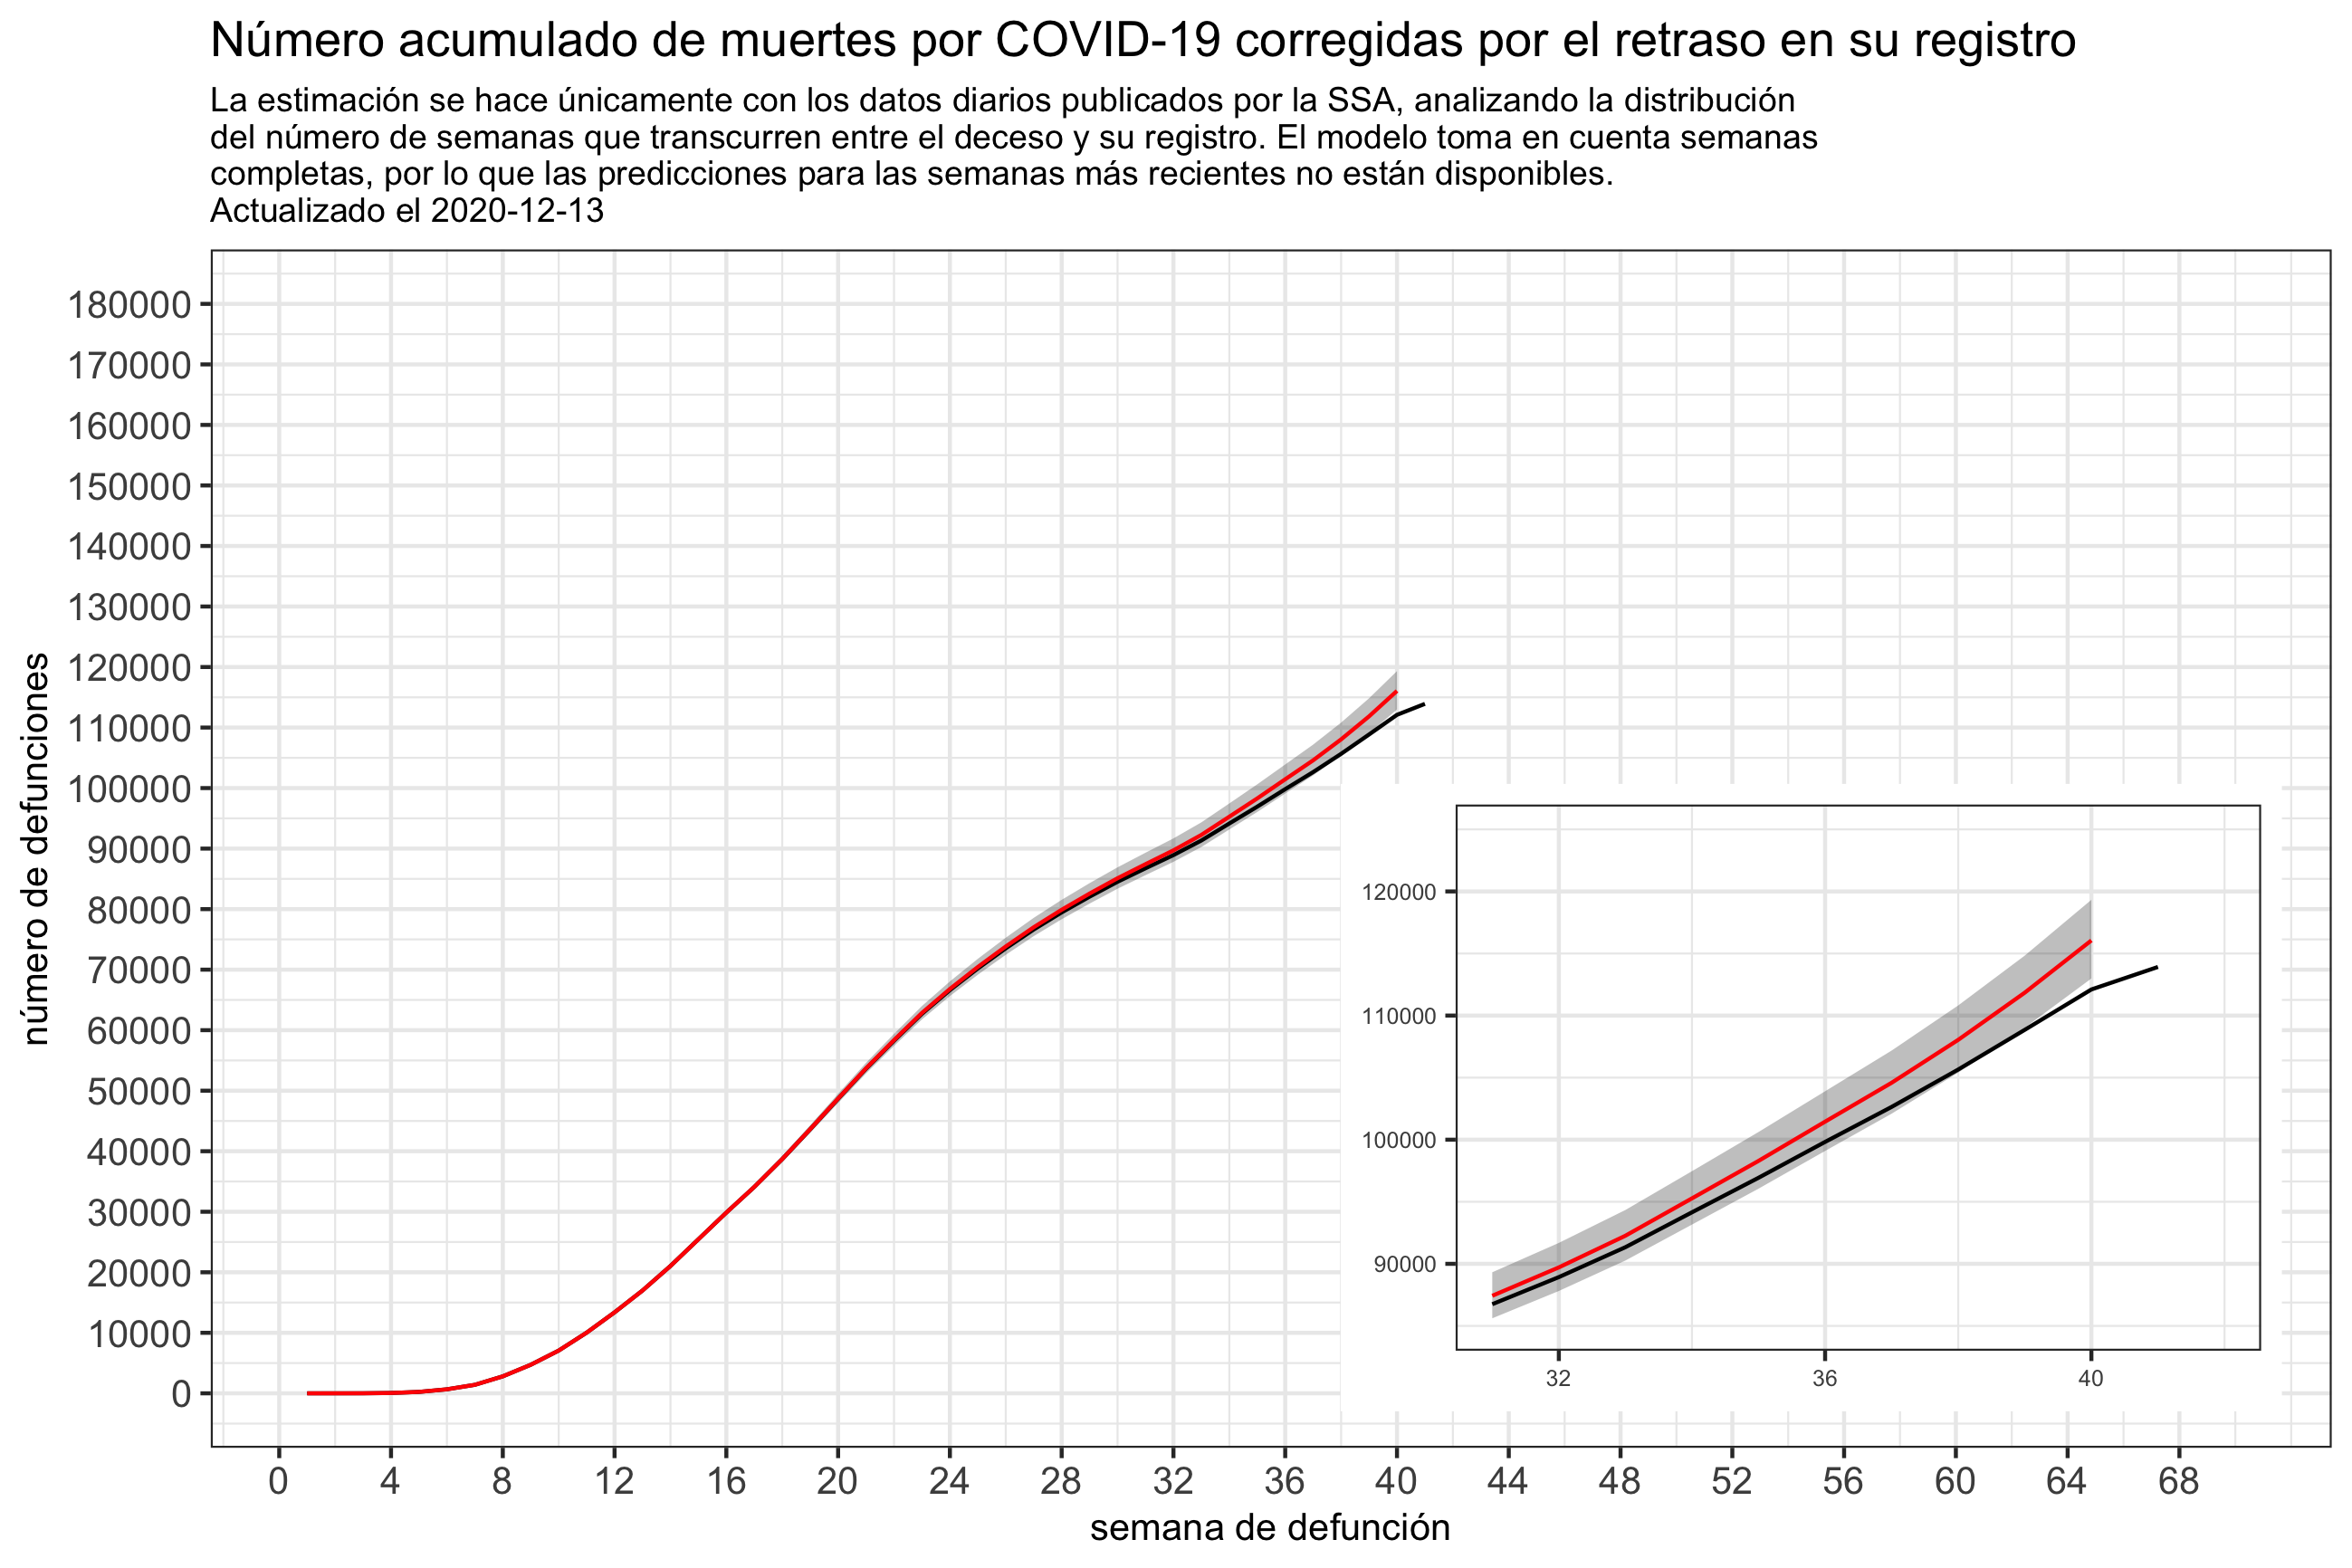 Número acumulado de muertes por COVID-19 corregidas por el retraso en su registro
La estimación se hace únicamente con los datos diarios publicados por la SSA, analizando la distribución
del número de semanas que transcurren entre el deceso y su registro. El modelo toma en cuenta semanas
completas, por lo que las predicciones para las semanas más recientes no están disponibles.
Actualizado el 2020-12-13
número de defunciones
180000
170000
160000
150000
140000
130000
120000
110000
100000
90000
80000
70000
60000
50000
40000
30000
20000
10000
0
120000
110000
100000
90000
32 36 40
0 4 8 12 16 20 24 28 32 36 40 44 48 52 56 60 64 68
semana de defunción